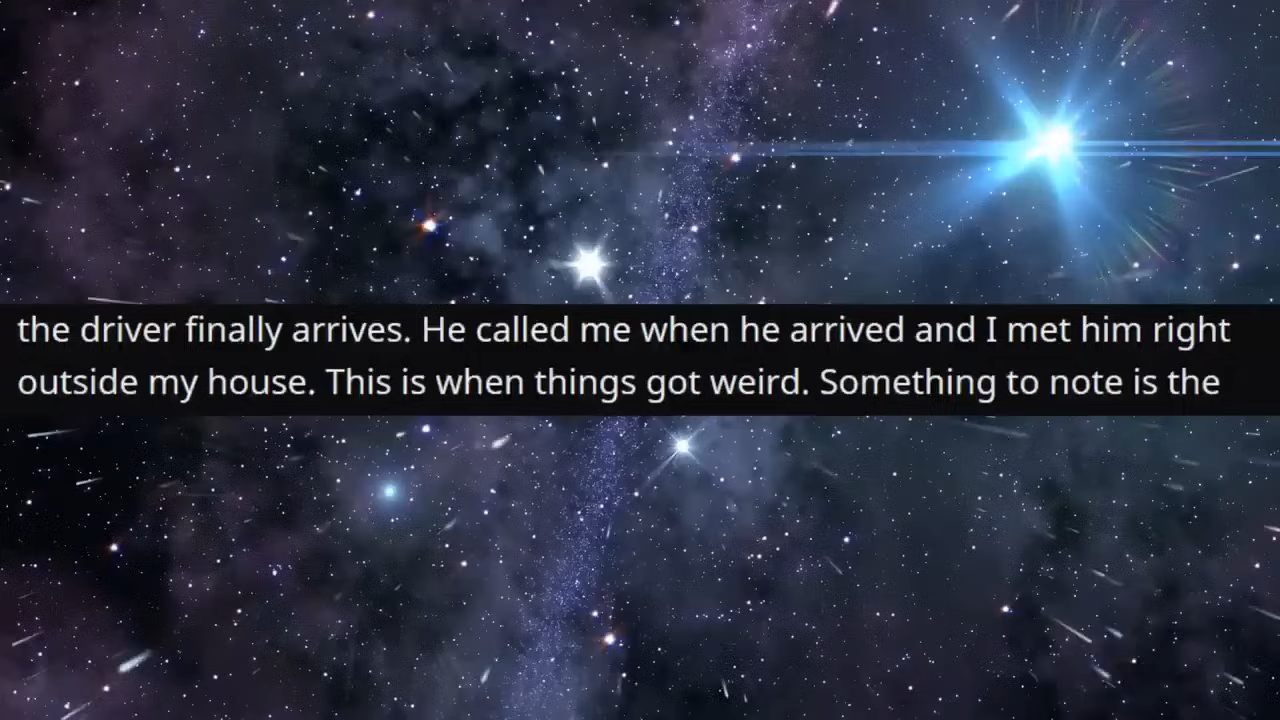 the driver finally arrives. He called me when he arrived and I met him right
outside my house. This is when things got weird. Something to note is the